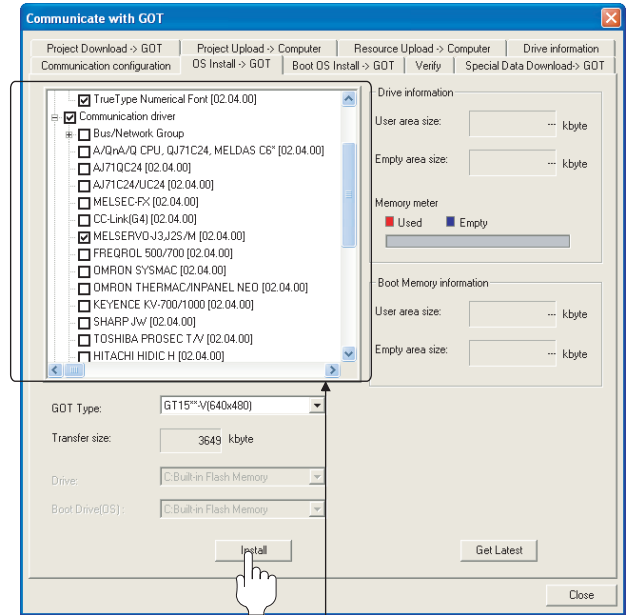 Communicate with GOT
Project Download -> GOT
Project Upload -> Computer
Resource Upload -> Computer
Drive information
Communication configuration
OS Install -> GOT
Boot OS Install -> GOT
Verify
Special Data Download-> GOT
TrueType Numerical Font [02.04.00]
Communication driver
Bus/Network Group
A/QnA/Q CPU, QJ71C24, MELDAS C6* [02.04.00]
AJ71QC24 [02.04.00]
AJ71C24/UC24 [02.04.00]
MELSEC-FX [02.04.00]
CC-Link(G4) [02.04.00]
MELSERVO-J3,J2S/M [02.04.00]
FREQROL 500/700 [02.04.00]
OMRON SYSMAC [02.04.00]
OMRON THERMAC/INPANEL NEO [02.04.00]
KEYENCE KV-700/1000 [02.04.00]
SHARP JW [02.04.00]
TOSHIBA PROSEC T/V [02.04.00]
HITACHI HIDIC H [02.04.00]
Drive information
User area size: --- kbyte
Empty area size: --- kbyte
Memory meter
Used Empty
Boot Memory information
User area size: --- kbyte
Empty area size: --- kbyte
GOT Type: GT15**-V(640x480)
Transfer size: 3649 kbyte
Drive: C:Built-in Flash Memory
Boot Drive(OS) : C:Built-in Flash Memory
Install
Get Latest
Close